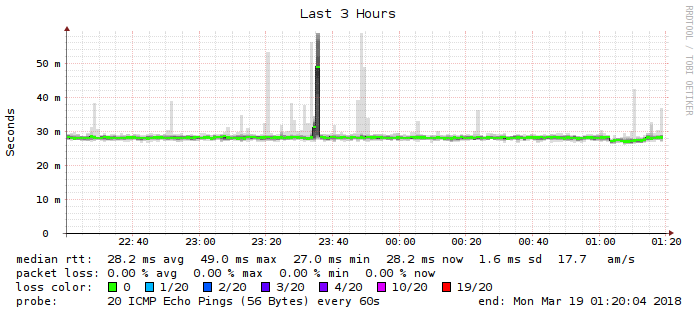 Last 3 Hours
RRDTOOL / TOBI OETIKER
Seconds
50 m
40 m
30 m
20 m
10 m
0
22:40 23:00 23:20 23:40 00:00 00:20 00:40 01:00 01:20
median rtt: 28.2 ms avg 49.0 ms max 27.0 ms min 28.2 ms now 1.6 ms sd 17.7 am/s
packet loss: 0.00 % avg 0.00 % max 0.00 % min 0.00 % now
loss color: 0 1/20 2/20 3/20 4/20 10/20 19/20
probe: 20 ICMP Echo Pings (56 Bytes) every 60s end: Mon Mar 19 01:20:04 2018